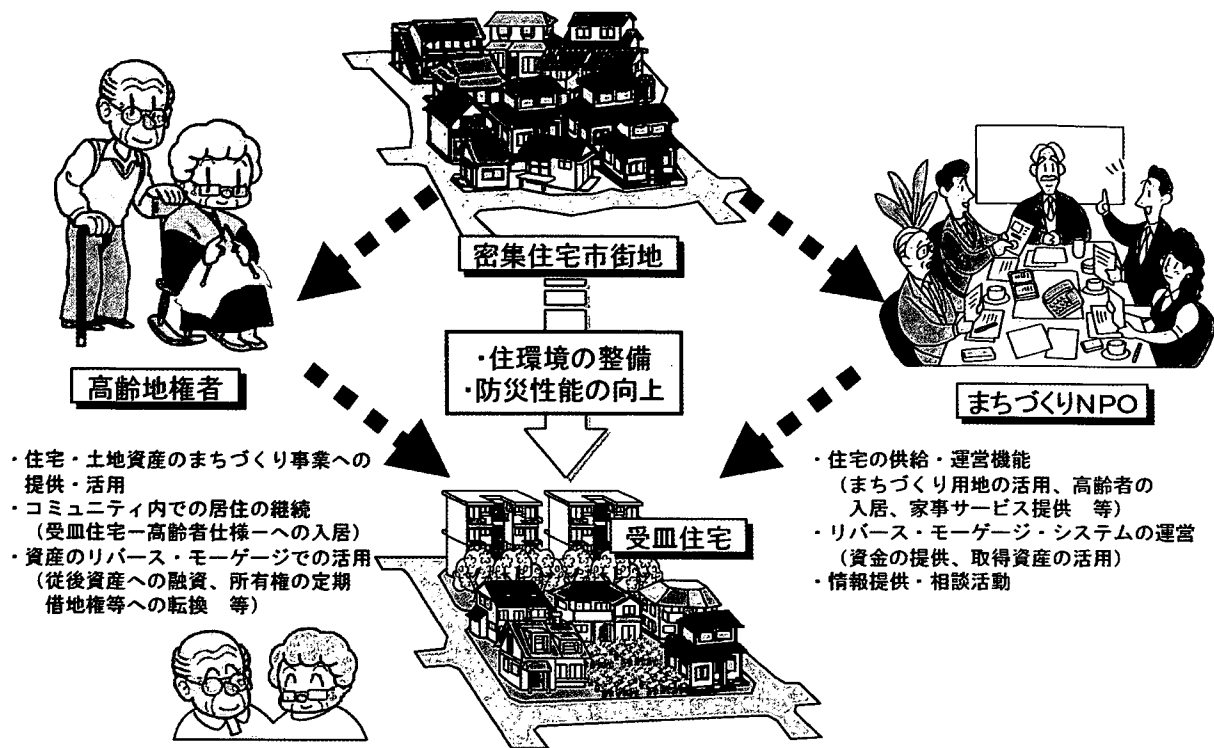 密集住宅市街地
・住環境の整備
・防災性能の向上
高齢地権者
まちづくりNPO
・住宅・土地資産のまちづくり事業への
提供・活用
・コミュニティ内での居住の継続
（受皿住宅ー高齢者仕様ーへの入居）
・資産のリバース・モーゲージでの活用
（従後資産への融資、所有権の定期
借地権等への転換　等）
・住宅の供給・運営機能
（まちづくり用地の活用、高齢者の
入居、家事サービス提供　等）
・リバース・モーゲージ・システムの運営
（資金の提供、取得資産の活用）
・情報提供・相談活動
受皿住宅